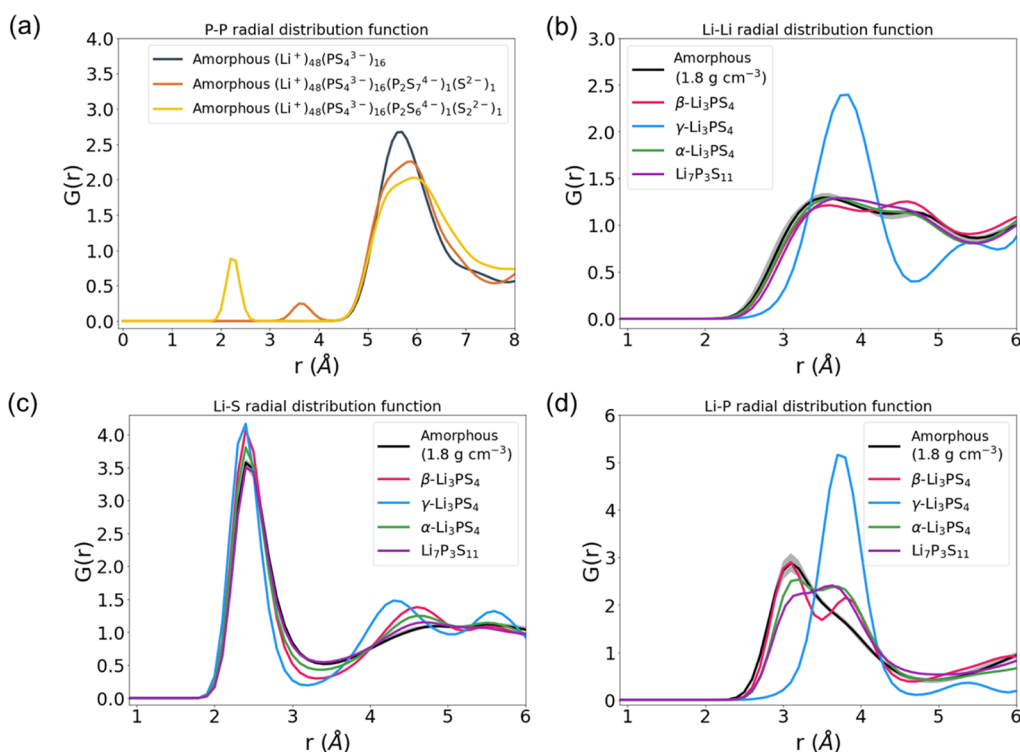 (a)
P-P radial distribution function
Amorphous (Li⁺)₄₈(PS₄³⁻)₁₆
Amorphous (Li⁺)₄₈(PS₄³⁻)₁₆(P₂S₇⁴⁻)₁(S²⁻)₁
Amorphous (Li⁺)₄₈(PS₄³⁻)₁₆(P₂S₆⁴⁻)₁(S₂²⁻)₁
G(r)
4.0
3.5
3.0
2.5
2.0
1.5
1.0
0.5
0.0
0 1 2 3 4 5 6 7 8
r (Å)
(b)
Li-Li radial distribution function
Amorphous
(1.8 g cm⁻³)
β-Li₃PS₄
γ-Li₃PS₄
α-Li₃PS₄
Li₇P₃S₁₁
G(r)
3.0
2.5
2.0
1.5
1.0
0.5
0.0
1 2 3 4 5 6
r (Å)
(c)
Li-S radial distribution function
Amorphous
(1.8 g cm⁻³)
β-Li₃PS₄
γ-Li₃PS₄
α-Li₃PS₄
Li₇P₃S₁₁
G(r)
4.0
3.5
3.0
2.5
2.0
1.5
1.0
0.5
0.0
1 2 3 4 5 6
r (Å)
(d)
Li-P radial distribution function
Amorphous
(1.8 g cm⁻³)
β-Li₃PS₄
γ-Li₃PS₄
α-Li₃PS₄
Li₇P₃S₁₁
G(r)
6
5
4
3
2
1
0
1 2 3 4 5 6
r (Å)